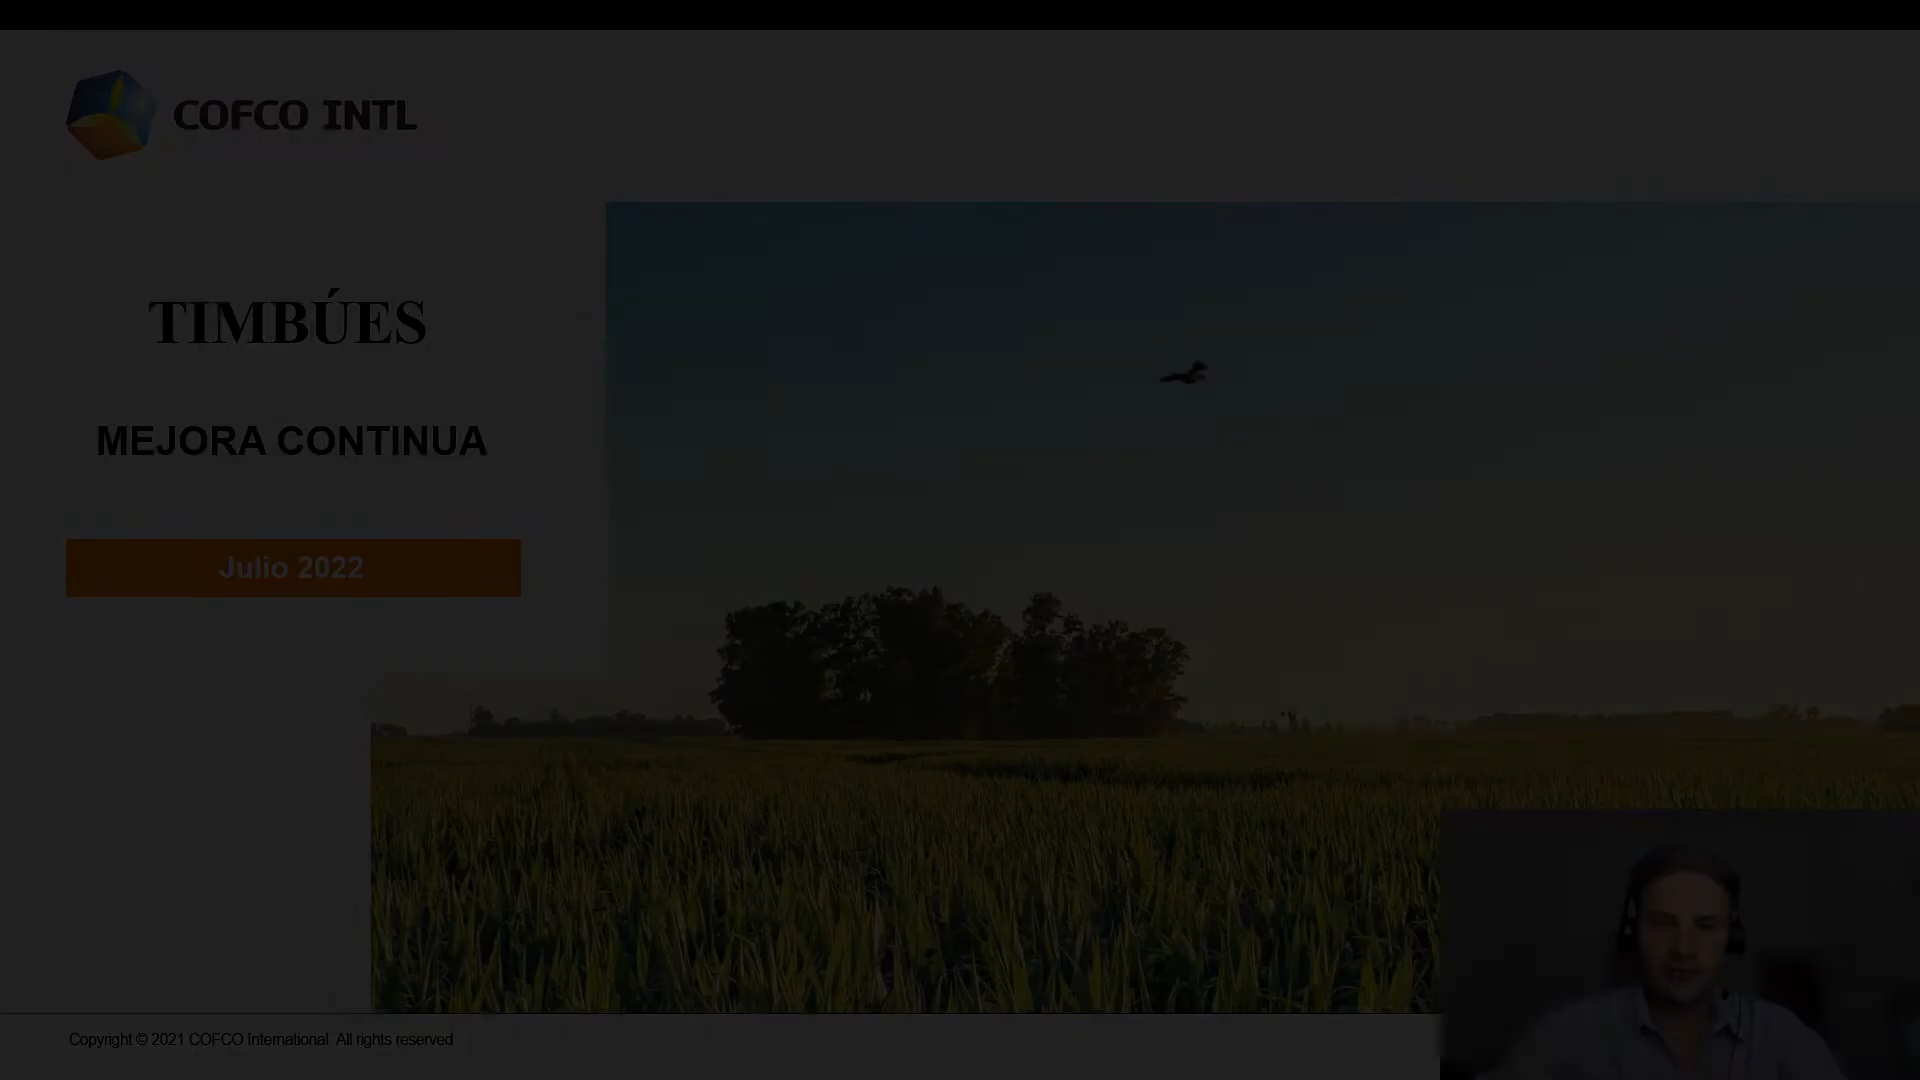 COFCO INTL
TIMBÚES
MEJORA CONTINUA
Julio 2022
Copyright © 2021 COFCO International. All rights reserved